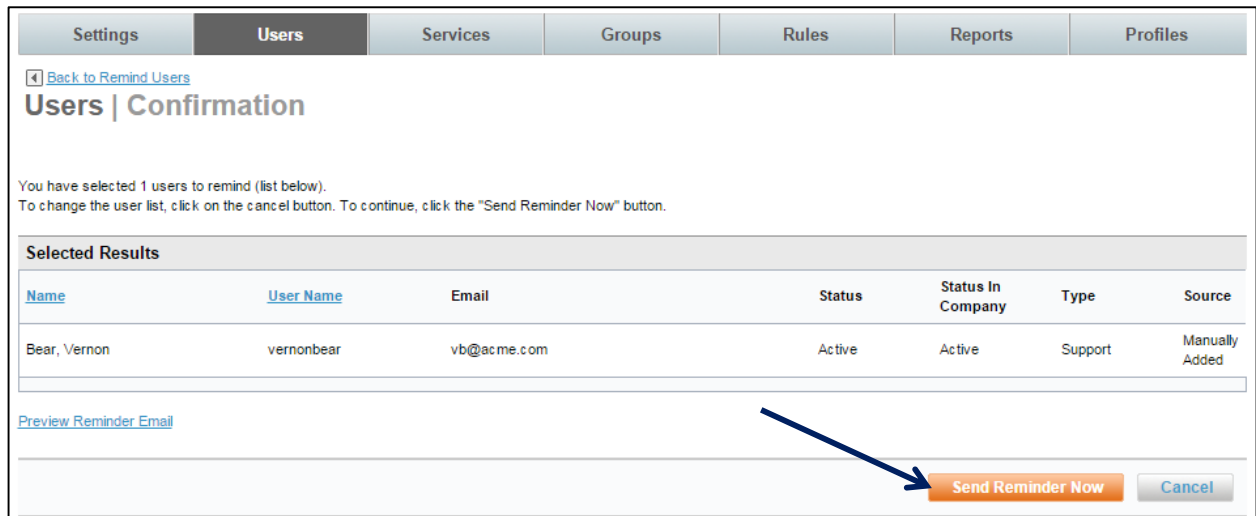 Settings Users Services Groups Rules Reports Profiles
Back to Remind Users
Users | Confirmation
You have selected 1 users to remind (list below).
To change the user list, click on the cancel button. To continue, click the "Send Reminder Now" button.
Selected Results
Name User Name Email Status Status In Company Type Source
Bear, Vernon vernonbear vb@acme.com Active Active Support Manually Added
Preview Reminder Email
Send Reminder Now Cancel